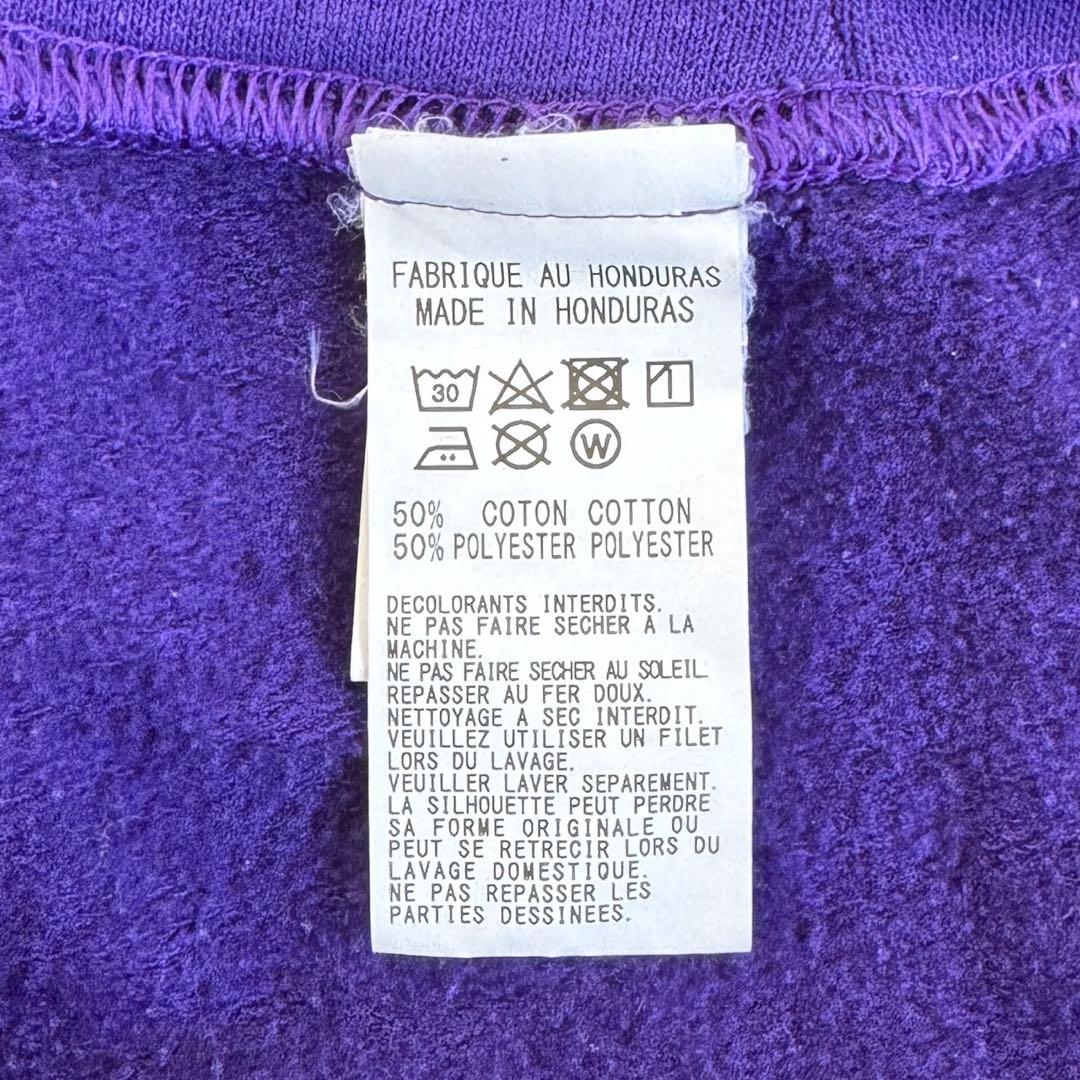 FABRIQUE AU HONDURAS
MADE IN HONDURAS
30
W
50% COTON COTTON
50% POLYESTER POLYESTER
DECOLORANTS INTERDITS.
NE PAS FAIRE SECHER A LA
MACHINE.
NE PAS FAIRE SECHER AU SOLEIL
REPASSER AU FER DOUX.
NETTOYAGE A SEC INTERDIT.
VEUILLEZ UTILISER UN FILET
LORS DU LAVAGE.
VEUILLER LAVER SEPAREMENT.
LA SILHOUETTE PEUT PERDRE
SA FORME ORIGINALE OU
PEUT SE RETRECIR LORS DU
LAVAGE DOMESTIQUE.
NE PAS REPASSER LES
PARTIES DESSINEES.